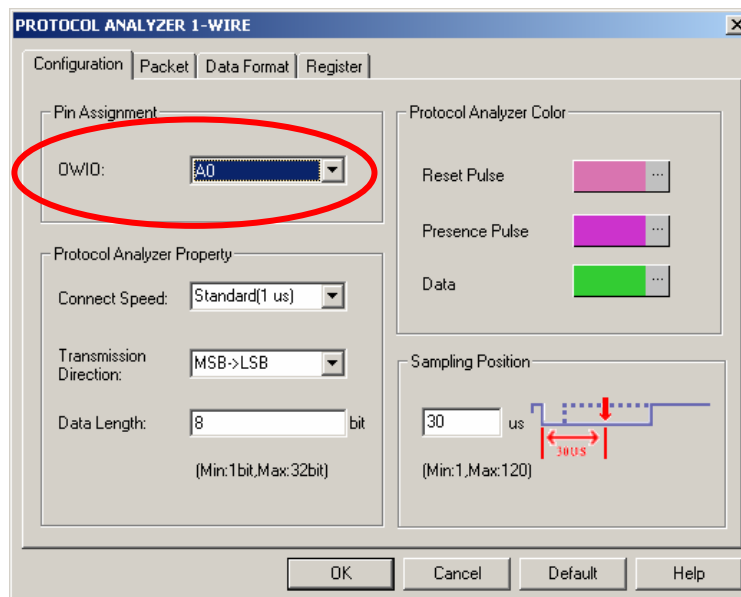 PROTOCOL ANALYZER 1-WIRE
Configuration Packet Data Format Register
Pin Assignment
OWIO: A0
Protocol Analyzer Property
Connect Speed: Standard(1 us)
Transmission
Direction: MSB->LSB
Data Length: 8 bit
(Min:1bit,Max:32bit)
Protocol Analyzer Color
Reset Pulse ...
Presence Pulse ...
Data ...
Sampling Position
30 us
30US
(Min:1,Max:120)
OK Cancel Default Help